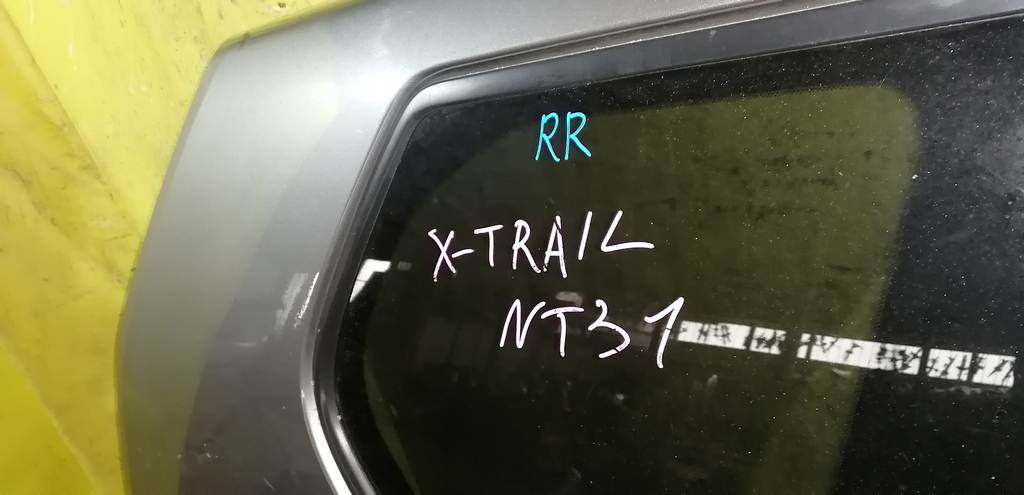 RR
X-TRAIL
NT31